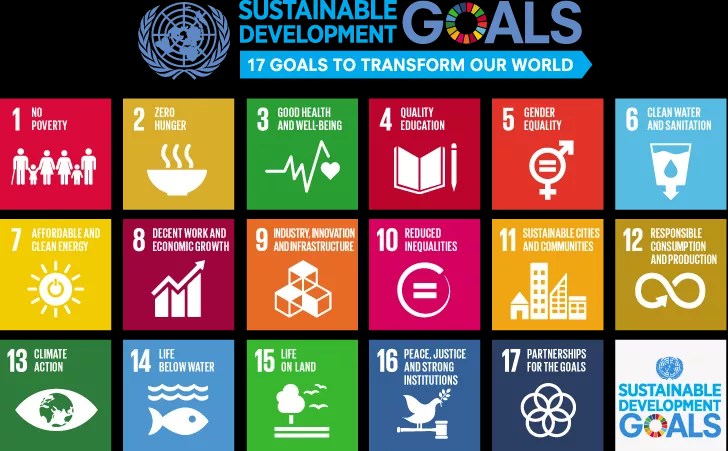 SUSTAINABLE
DEVELOPMENT
GOALS
17 GOALS TO TRANSFORM OUR WORLD
1 NO
POVERTY
2 ZERO
HUNGER
3 GOOD HEALTH
AND WELL-BEING
4 QUALITY
EDUCATION
5 GENDER
EQUALITY
6 CLEAN WATER
AND SANITATION
7 AFFORDABLE AND
CLEAN ENERGY
8 DECENT WORK AND
ECONOMIC GROWTH
9 INDUSTRY, INNOVATION
AND INFRASTRUCTURE
10 REDUCED
INEQUALITIES
11 SUSTAINABLE CITIES
AND COMMUNITIES
12 RESPONSIBLE
CONSUMPTION
AND PRODUCTION
13 CLIMATE
ACTION
14 LIFE
BELOW WATER
15 LIFE
ON LAND
16 PEACE, JUSTICE
AND STRONG
INSTITUTIONS
17 PARTNERSHIPS
FOR THE GOALS
SUSTAINABLE
DEVELOPMENT
GOALS